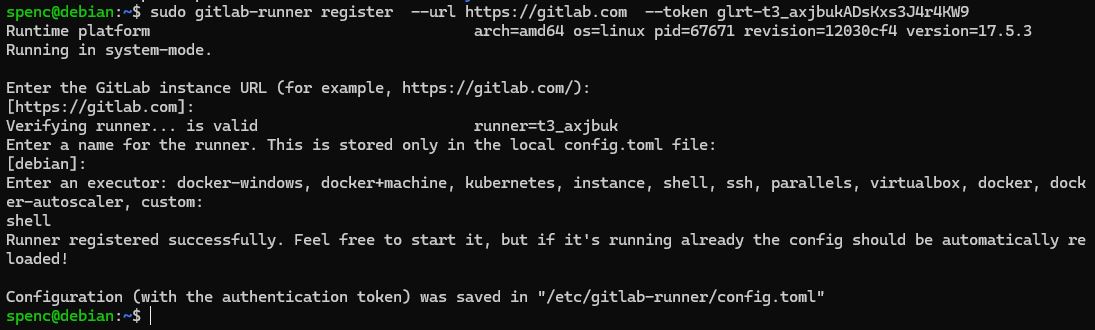 spenc@debian:~$ sudo gitlab-runner register  --url https://gitlab.com  --token glrt-t3_axjbukADsKxs3J4r4KW9
Runtime platform                                    arch=amd64 os=linux pid=67671 revision=12030cf4 version=17.5.3
Running in system-mode.

Enter the GitLab instance URL (for example, https://gitlab.com/):
[https://gitlab.com]:
Verifying runner... is valid                        runner=t3_axjbuk
Enter a name for the runner. This is stored only in the local config.toml file:
[debian]:
Enter an executor: docker-windows, docker+machine, kubernetes, instance, shell, ssh, parallels, virtualbox, docker, dock
er-autoscaler, custom:
shell
Runner registered successfully. Feel free to start it, but if it's running already the config should be automatically re
loaded!

Configuration (with the authentication token) was saved in "/etc/gitlab-runner/config.toml"
spenc@debian:~$